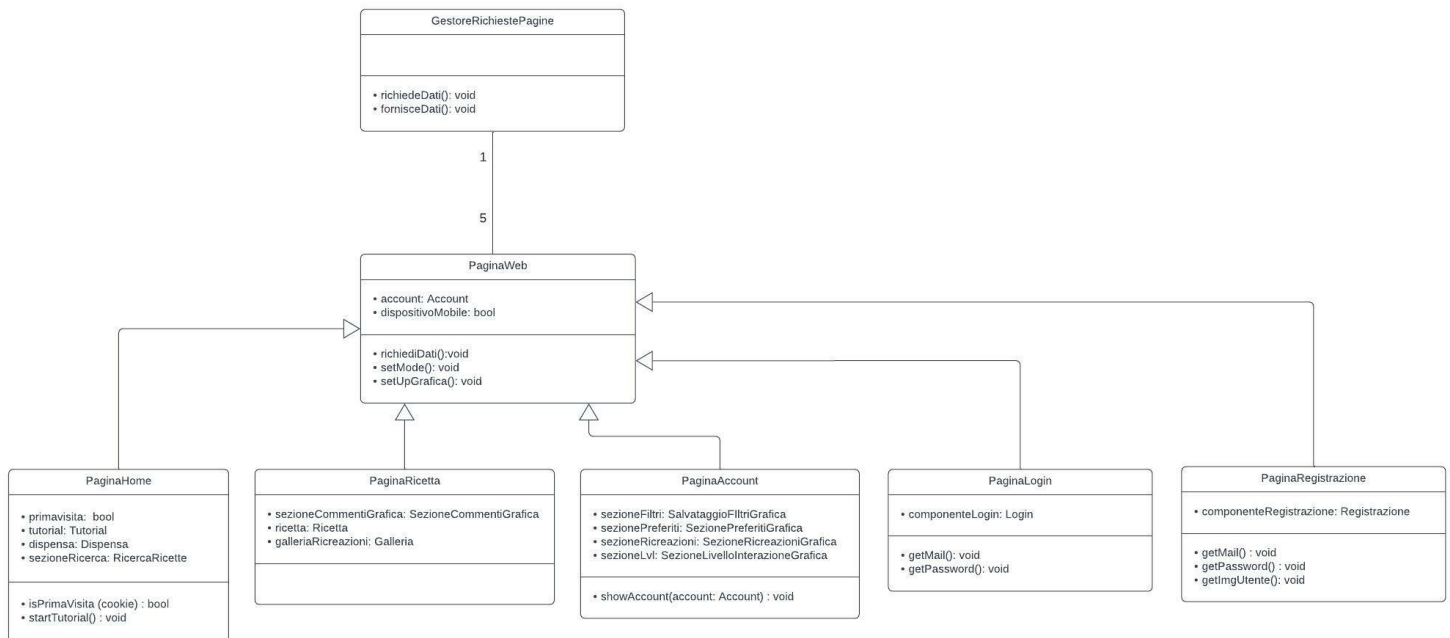 GestoreRichiestePagine
• richiedeDati(): void
• fornisceDati(): void
1
5
PaginaWeb
• account: Account
• dispositivoMobile: bool
• richiediDati():void
• setMode(): void
• setUpGrafica(): void
PaginaHome
• primavisita: bool
• tutorial: Tutorial
• dispensa: Dispensa
• sezioneRicerca: RicercaRicette
• isPrimaVisita (cookie) : bool
• startTutorial() : void
PaginaRicetta
• sezioneCommentiGrafica: SezioneCommentiGrafica
• ricetta: Ricetta
• galleriaRicreazioni: Galleria
PaginaAccount
• sezioneFiltri: SalvataggioFIltriGrafica
• sezionePreferiti: SezionePreferitiGrafica
• sezioneRicreazioni: SezioneRicreazioniGrafica
• sezioneLvl: SezioneLivelloInterazioneGrafica
• showAccount(account: Account) : void
PaginaLogin
• componenteLogin: Login
• getMail(): void
• getPassword(): void
PaginaRegistrazione
• componenteRegistrazione: Registrazione
• getMail() : void
• getPassword() : void
• getImgUtente(): void